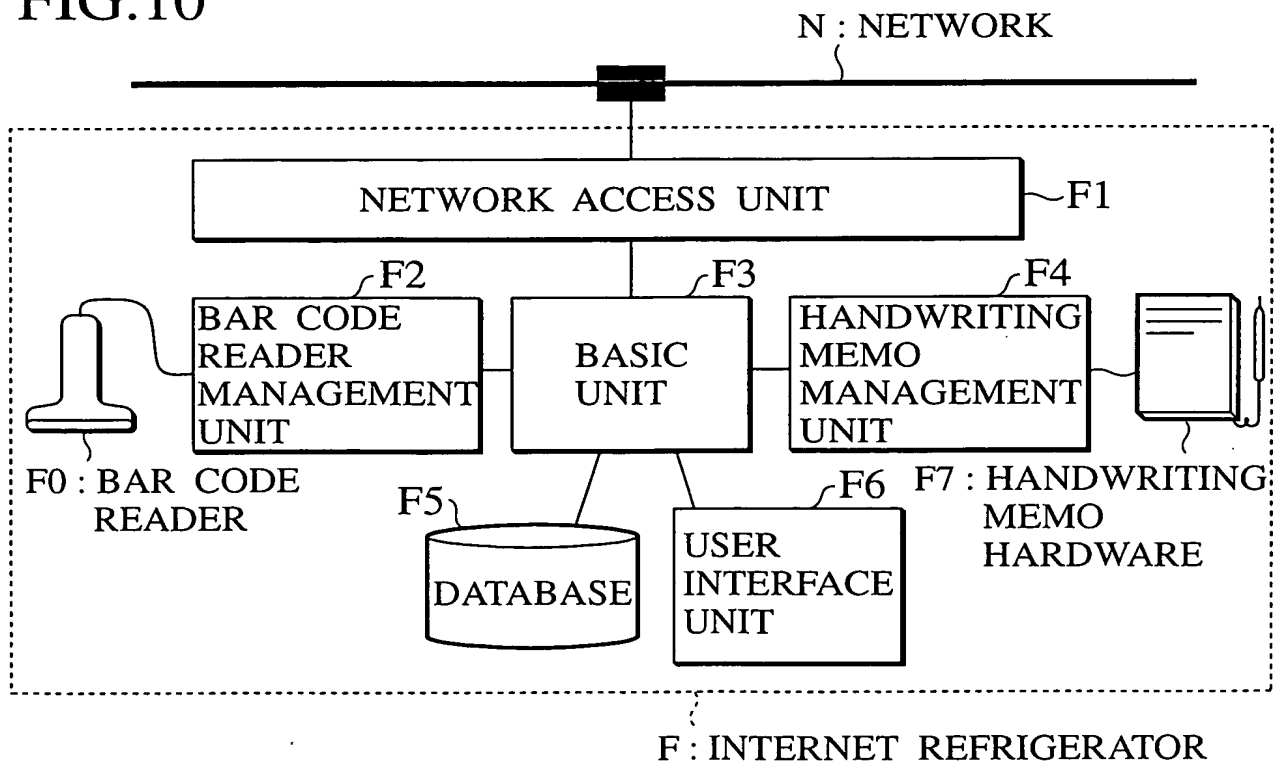 FIG.10
N : NETWORK
NETWORK ACCESS UNIT
F1
F2
F3
F4
BAR CODE
READER
MANAGEMENT
UNIT
BASIC
UNIT
HANDWRITING
MEMO
MANAGEMENT
UNIT
F0 : BAR CODE
READER
F7 : HANDWRITING
MEMO
HARDWARE
F5
DATABASE
F6
USER
INTERFACE
UNIT
F : INTERNET REFRIGERATOR